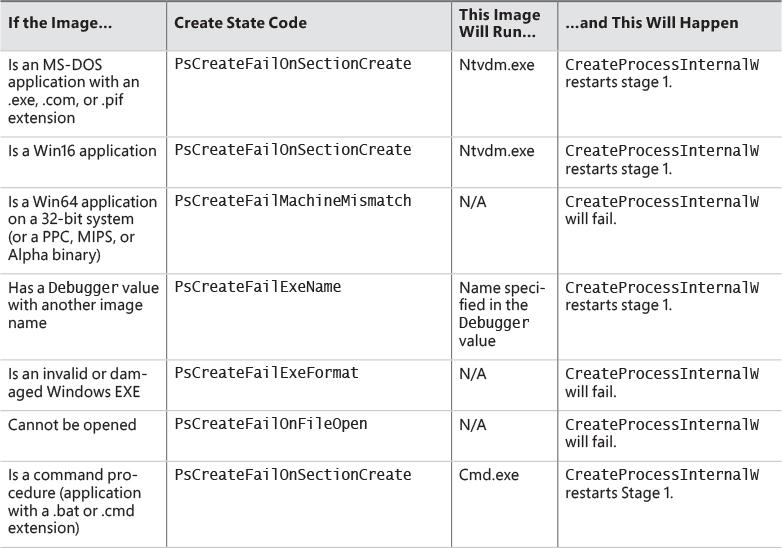 If the Image... Create State Code This Image Will Run... ...and This Will Happen
Is an MS-DOS
application with an
.exe, .com, or .pif
extension
PsCreateFailOnSectionCreate
Ntvdm.exe
CreateProcessInternalW
restarts stage 1.
Is a Win16 application
PsCreateFailOnSectionCreate
Ntvdm.exe
CreateProcessInternalW
restarts stage 1.
Is a Win64 application
on a 32-bit system
(or a PPC, MIPS, or
Alpha binary)
PsCreateFailMachineMismatch
N/A
CreateProcessInternalW
will fail.
Has a Debugger value
with another image
name
PsCreateFailExeName
Name speci-
fied in the
Debugger
value
CreateProcessInternalW
restarts stage 1.
Is an invalid or dam-
aged Windows EXE
PsCreateFailExeFormat
N/A
CreateProcessInternalW
will fail.
Cannot be opened
PsCreateFailOnFileOpen
N/A
CreateProcessInternalW
will fail.
Is a command pro-
cedure (application
with a .bat or .cmd
extension)
PsCreateFailOnSectionCreate
Cmd.exe
CreateProcessInternalW
restarts Stage 1.